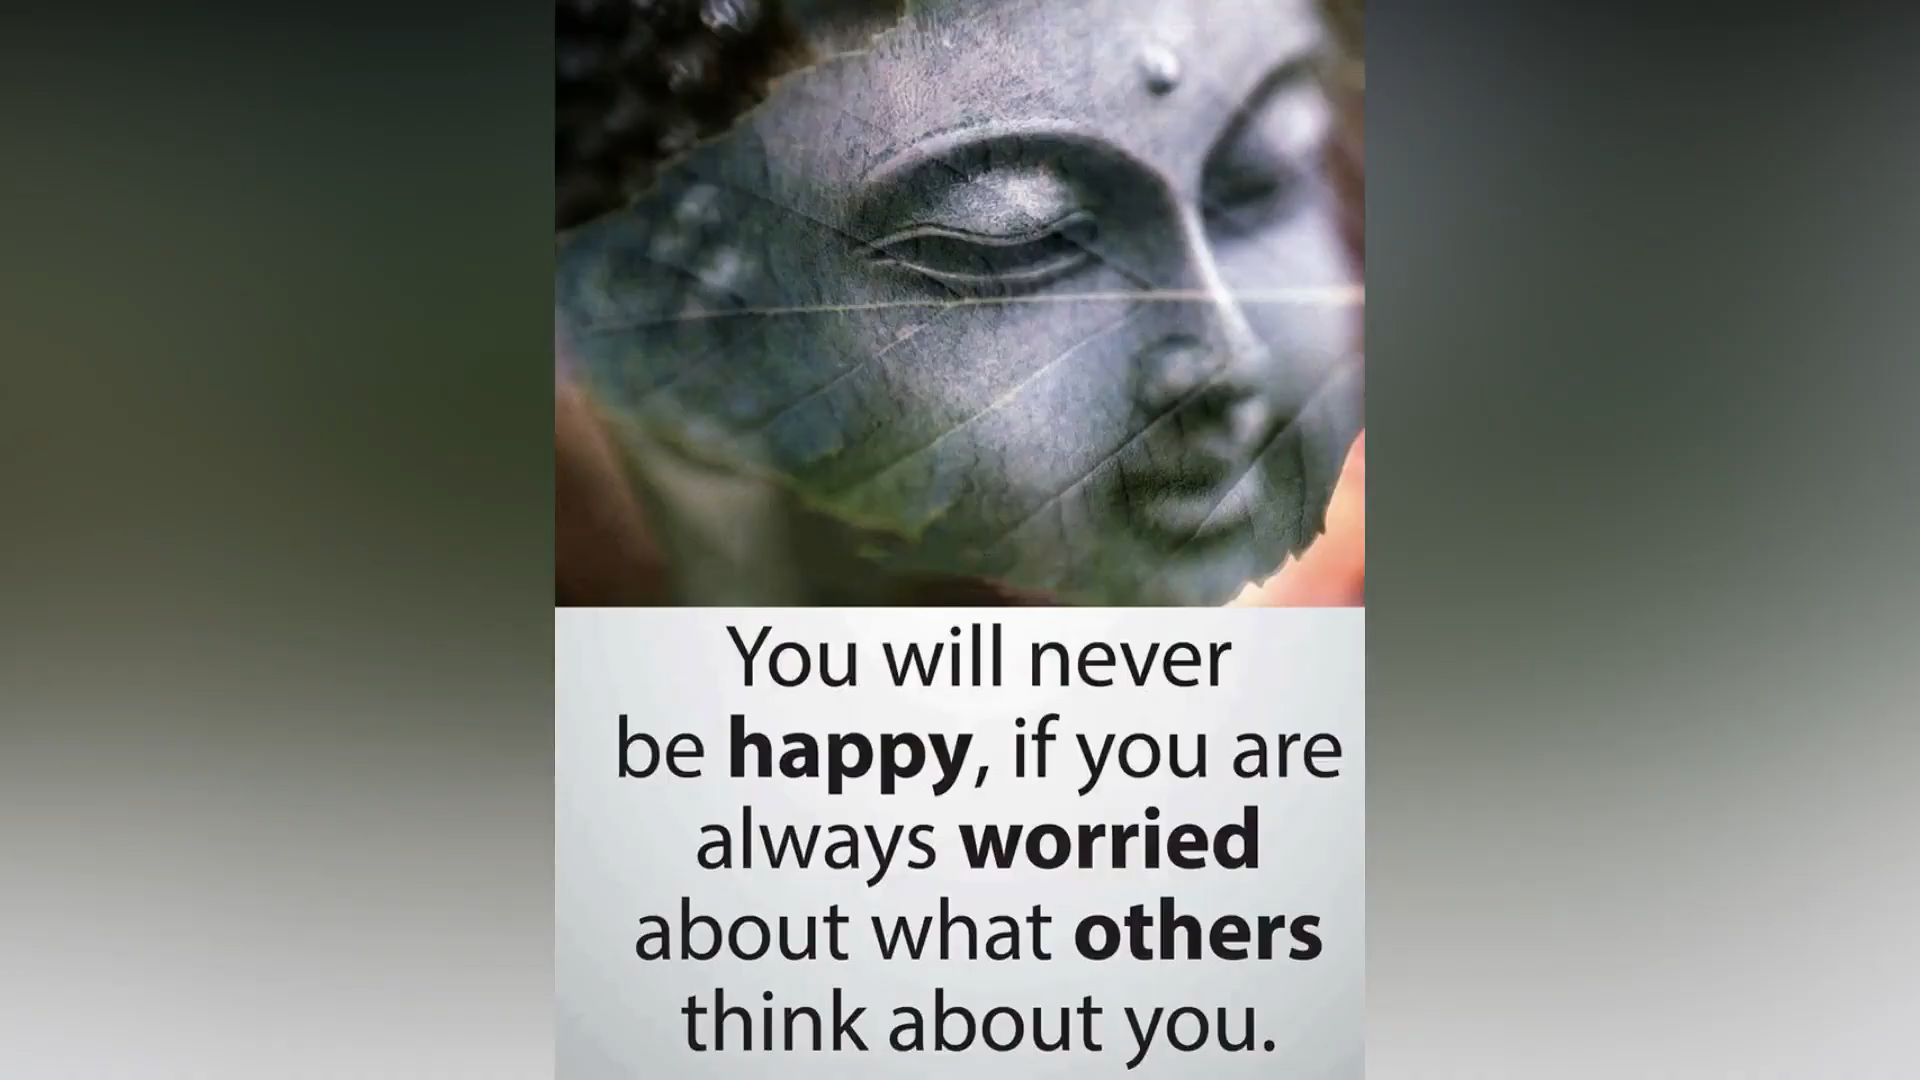 You will never
be happy, if you are
always worried
about what others
think about you.